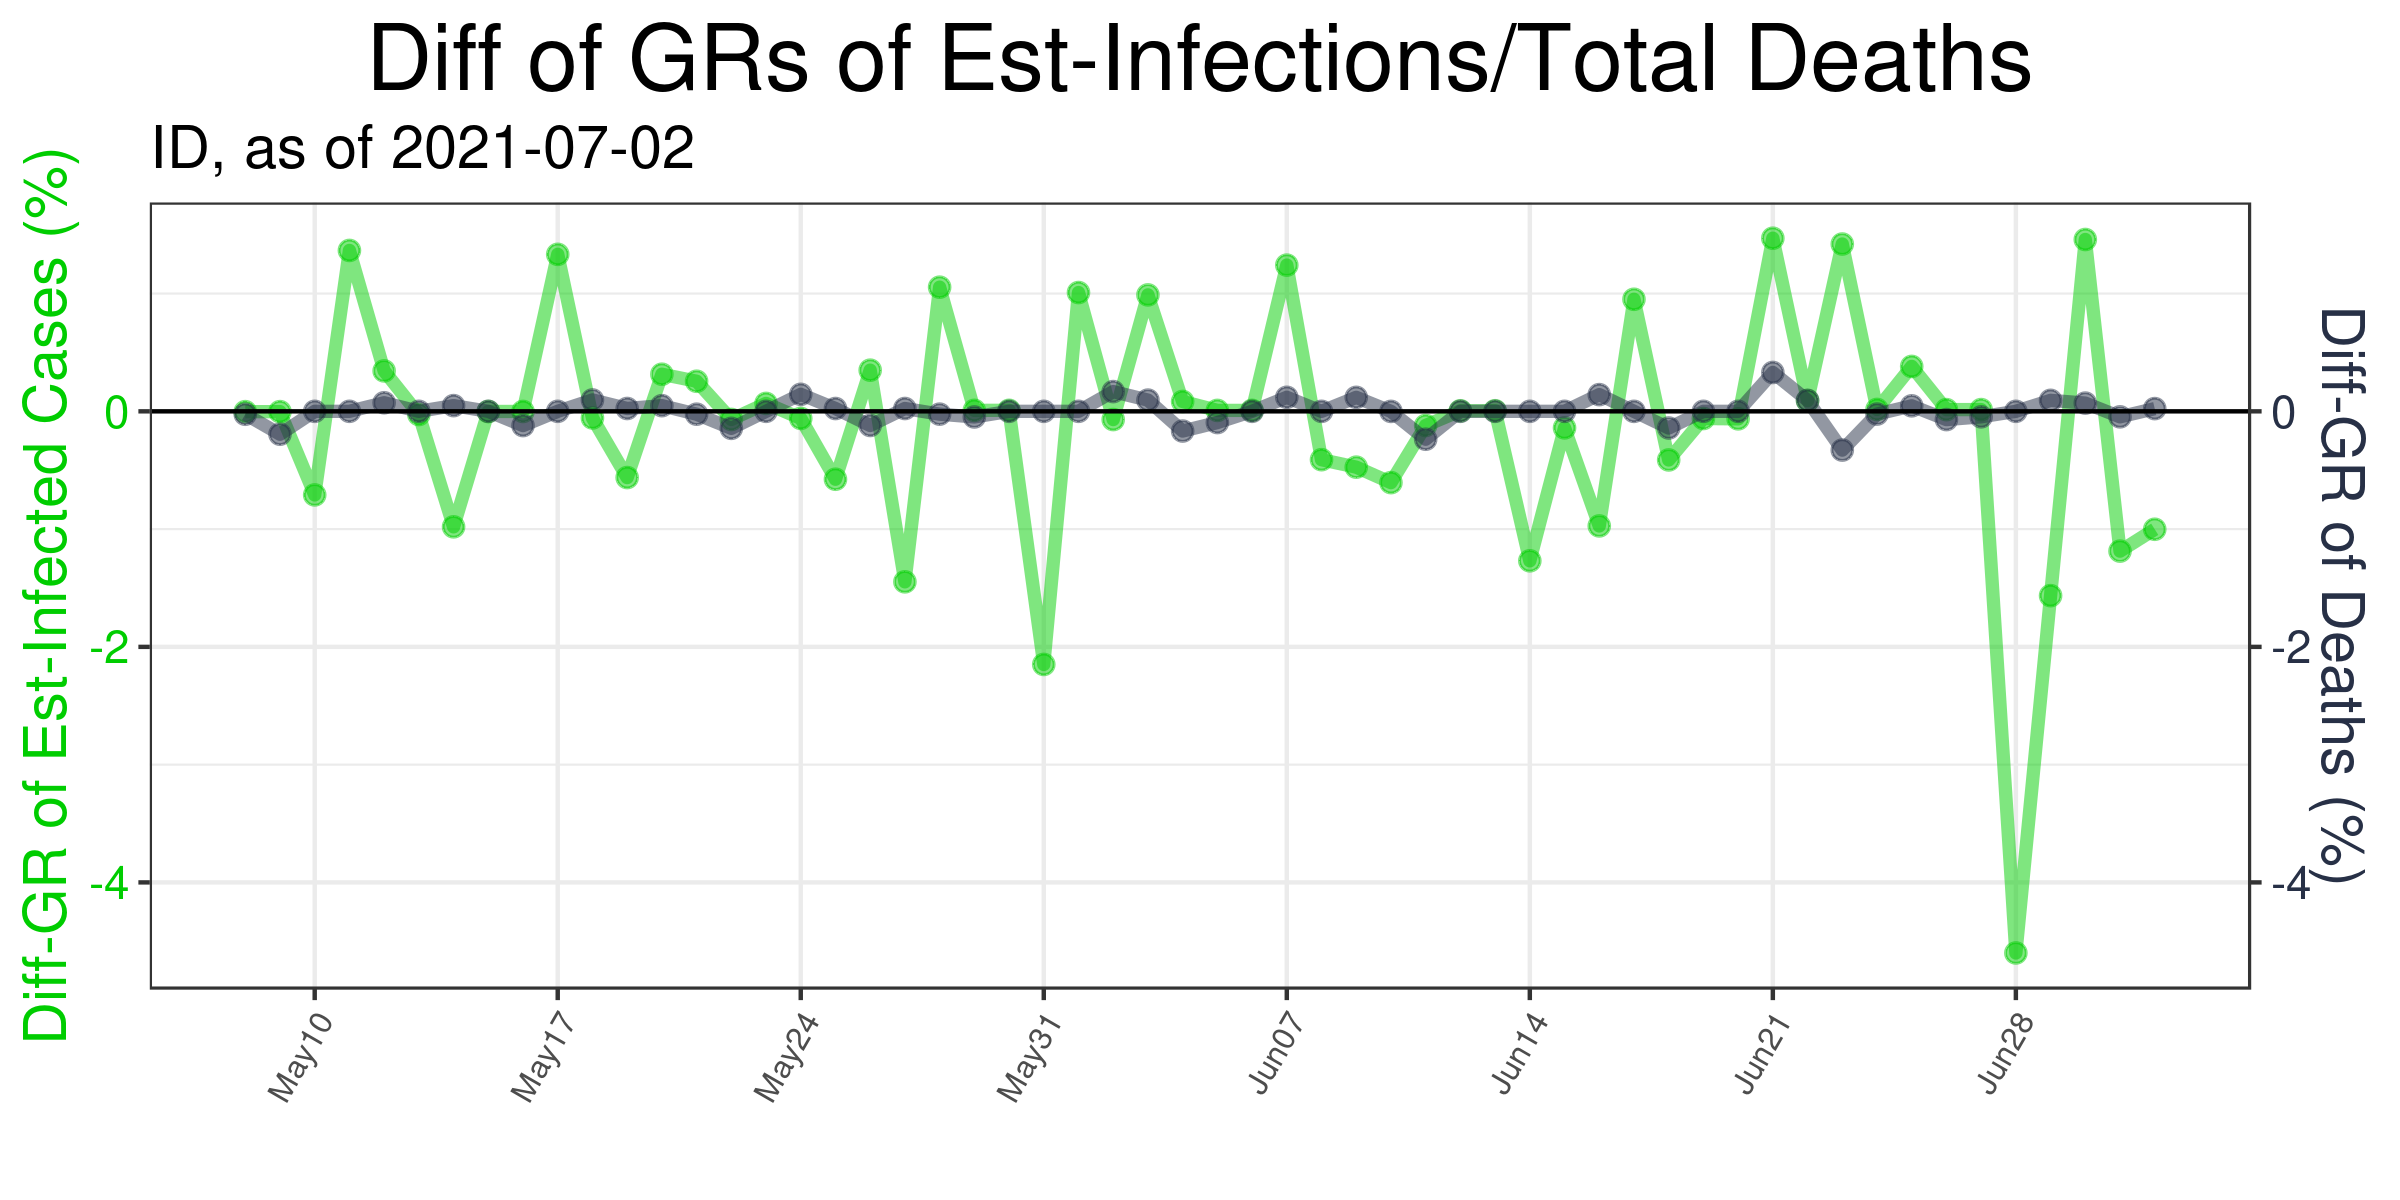 Diff of GRs of Est-Infections/Total Deaths
ID, as of 2021-07-02
Diff-GR of Est-Infected Cases (%)
0
-2
-4
0
-2
-4
Diff-GR of Deaths (%)
May10
May17
May24
May31
Jun07
Jun14
Jun21
Jun28